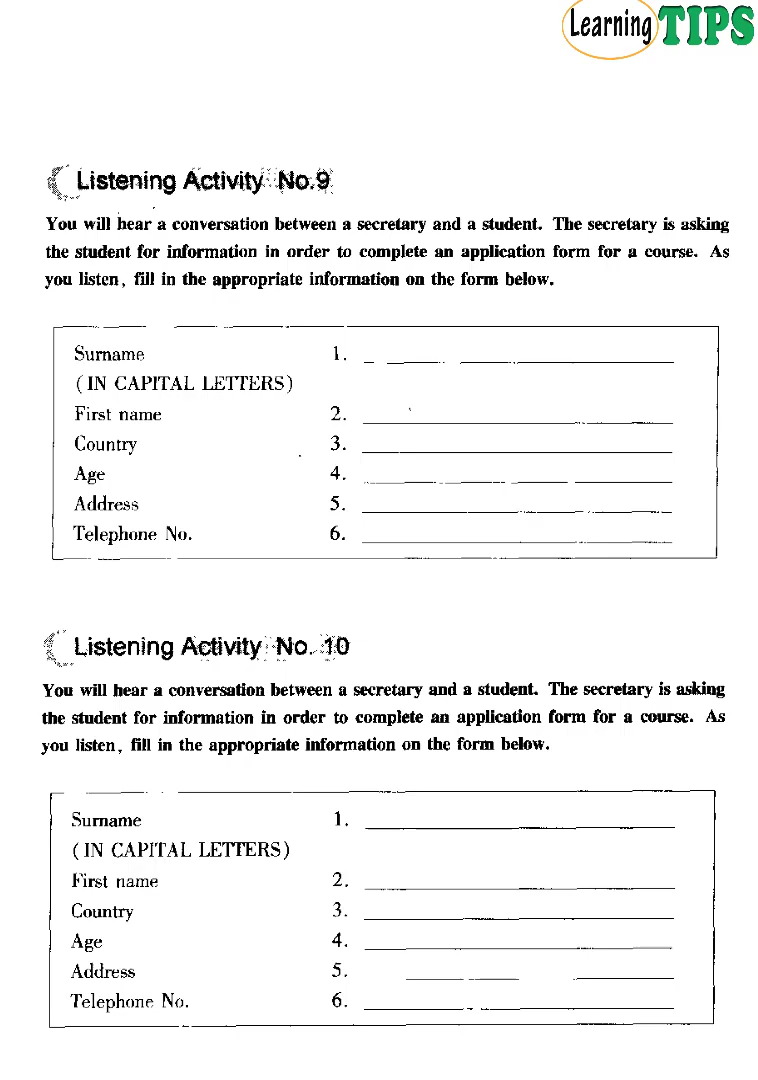 Learning TIPS
Listening Activity No.9
You will hear a conversation between a secretary and a student. The secretary is asking
the student for information in order to complete an application form for a course. As
you listen, fill in the appropriate information on the form below.
Surname 1.
(IN CAPITAL LETTERS)
First name 2.
Country 3.
Age 4.
Address 5.
Telephone No. 6.
Listening Activity No. 10
You will hear a conversation between a secretary and a student. The secretary is asking
the student for information in order to complete an application form for a course. As
you listen, fill in the appropriate information on the form below.
Surname 1.
(IN CAPITAL LETTERS)
First name 2.
Country 3.
Age 4.
Address 5.
Telephone No. 6.